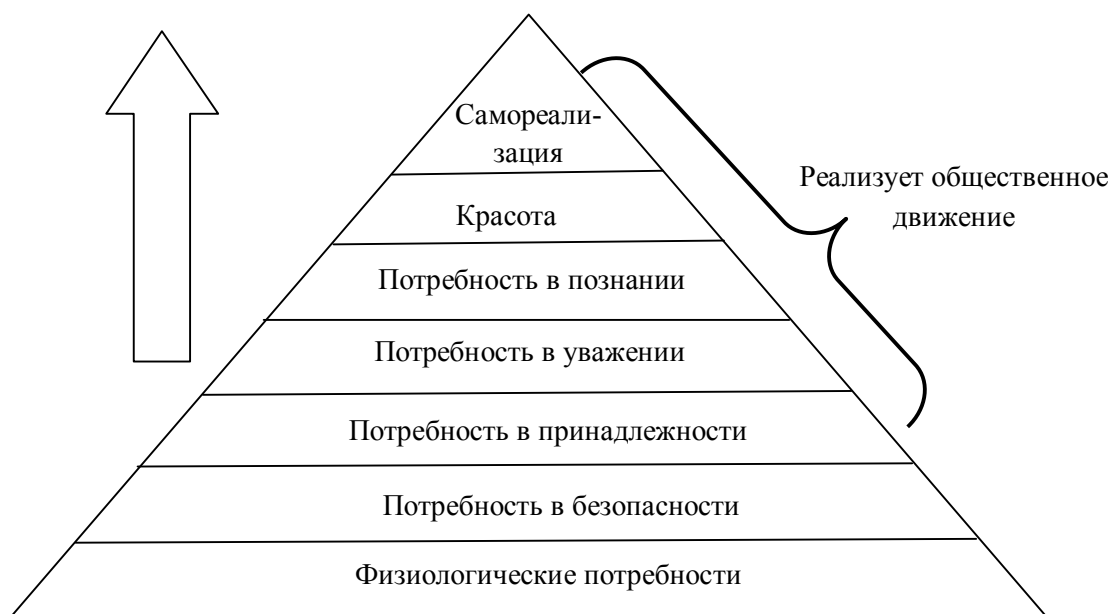 Самореали-
зация
Красота
Потребность в познании
Потребность в уважении
Потребность в принадлежности
Потребность в безопасности
Физиологические потребности
Реализует общественное
движение